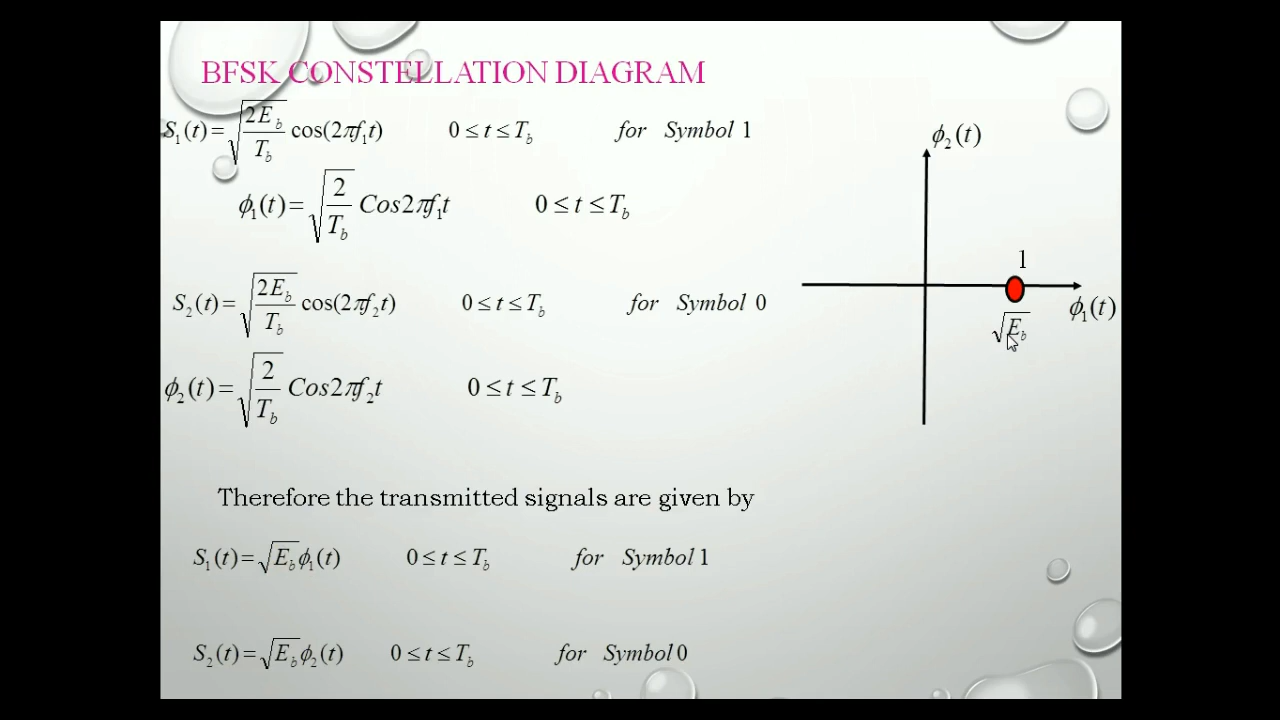 BFSK CONSTELLATION DIAGRAM
S₁(t) = √(2E_b/T_b) cos(2πf₁t) 0 ≤ t ≤ T_b for Symbol 1
ϕ₁(t) = √(2/T_b) Cos2πf₁t 0 ≤ t ≤ T_b
S₂(t) = √(2E_b/T_b) cos(2πf₂t) 0 ≤ t ≤ T_b for Symbol 0
ϕ₂(t) = √(2/T_b) Cos2πf₂t 0 ≤ t ≤ T_b
Therefore the transmitted signals are given by
S₁(t) = √E_b ϕ₁(t) 0 ≤ t ≤ T_b for Symbol 1
S₂(t) = √E_b ϕ₂(t) 0 ≤ t ≤ T_b for Symbol 0
ϕ₂(t)
1
ϕ₁(t)
√E_b